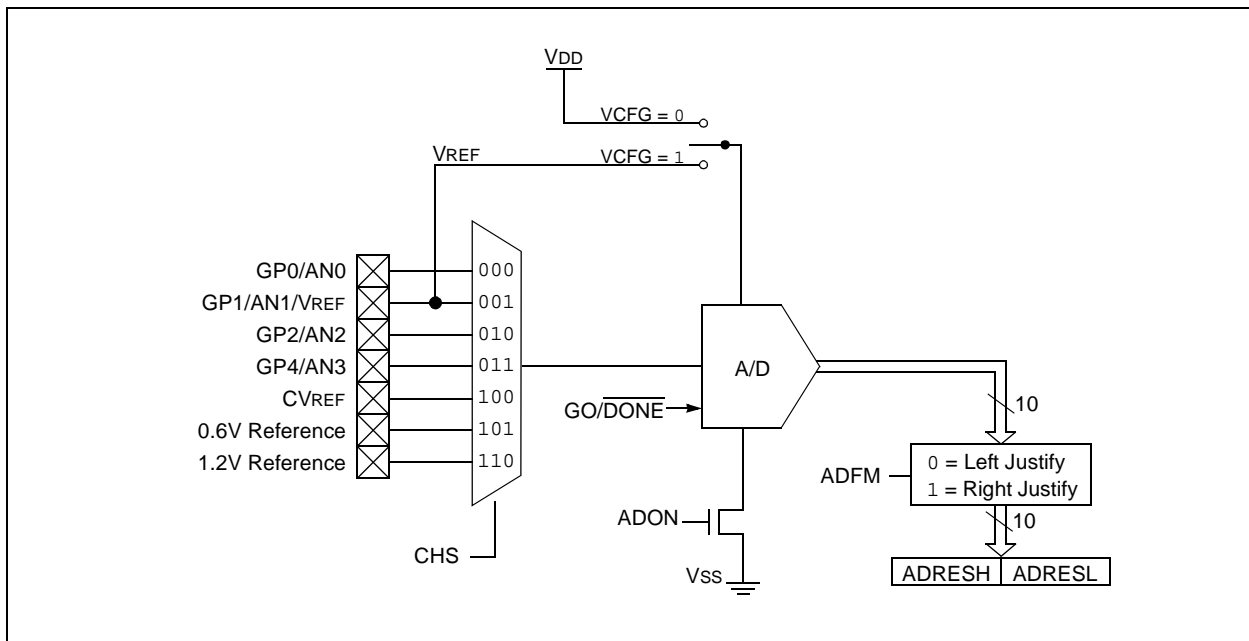 VDD
VCFG = 0
VREF
VCFG = 1
GP0/AN0
000
GP1/AN1/VREF
001
GP2/AN2
010
GP4/AN3
011
CVREF
100
0.6V Reference
101
1.2V Reference
110
CHS
A/D
GO/DONE
ADON
VSS
10
ADFM
0 = Left Justify
1 = Right Justify
10
ADRESH ADRESL